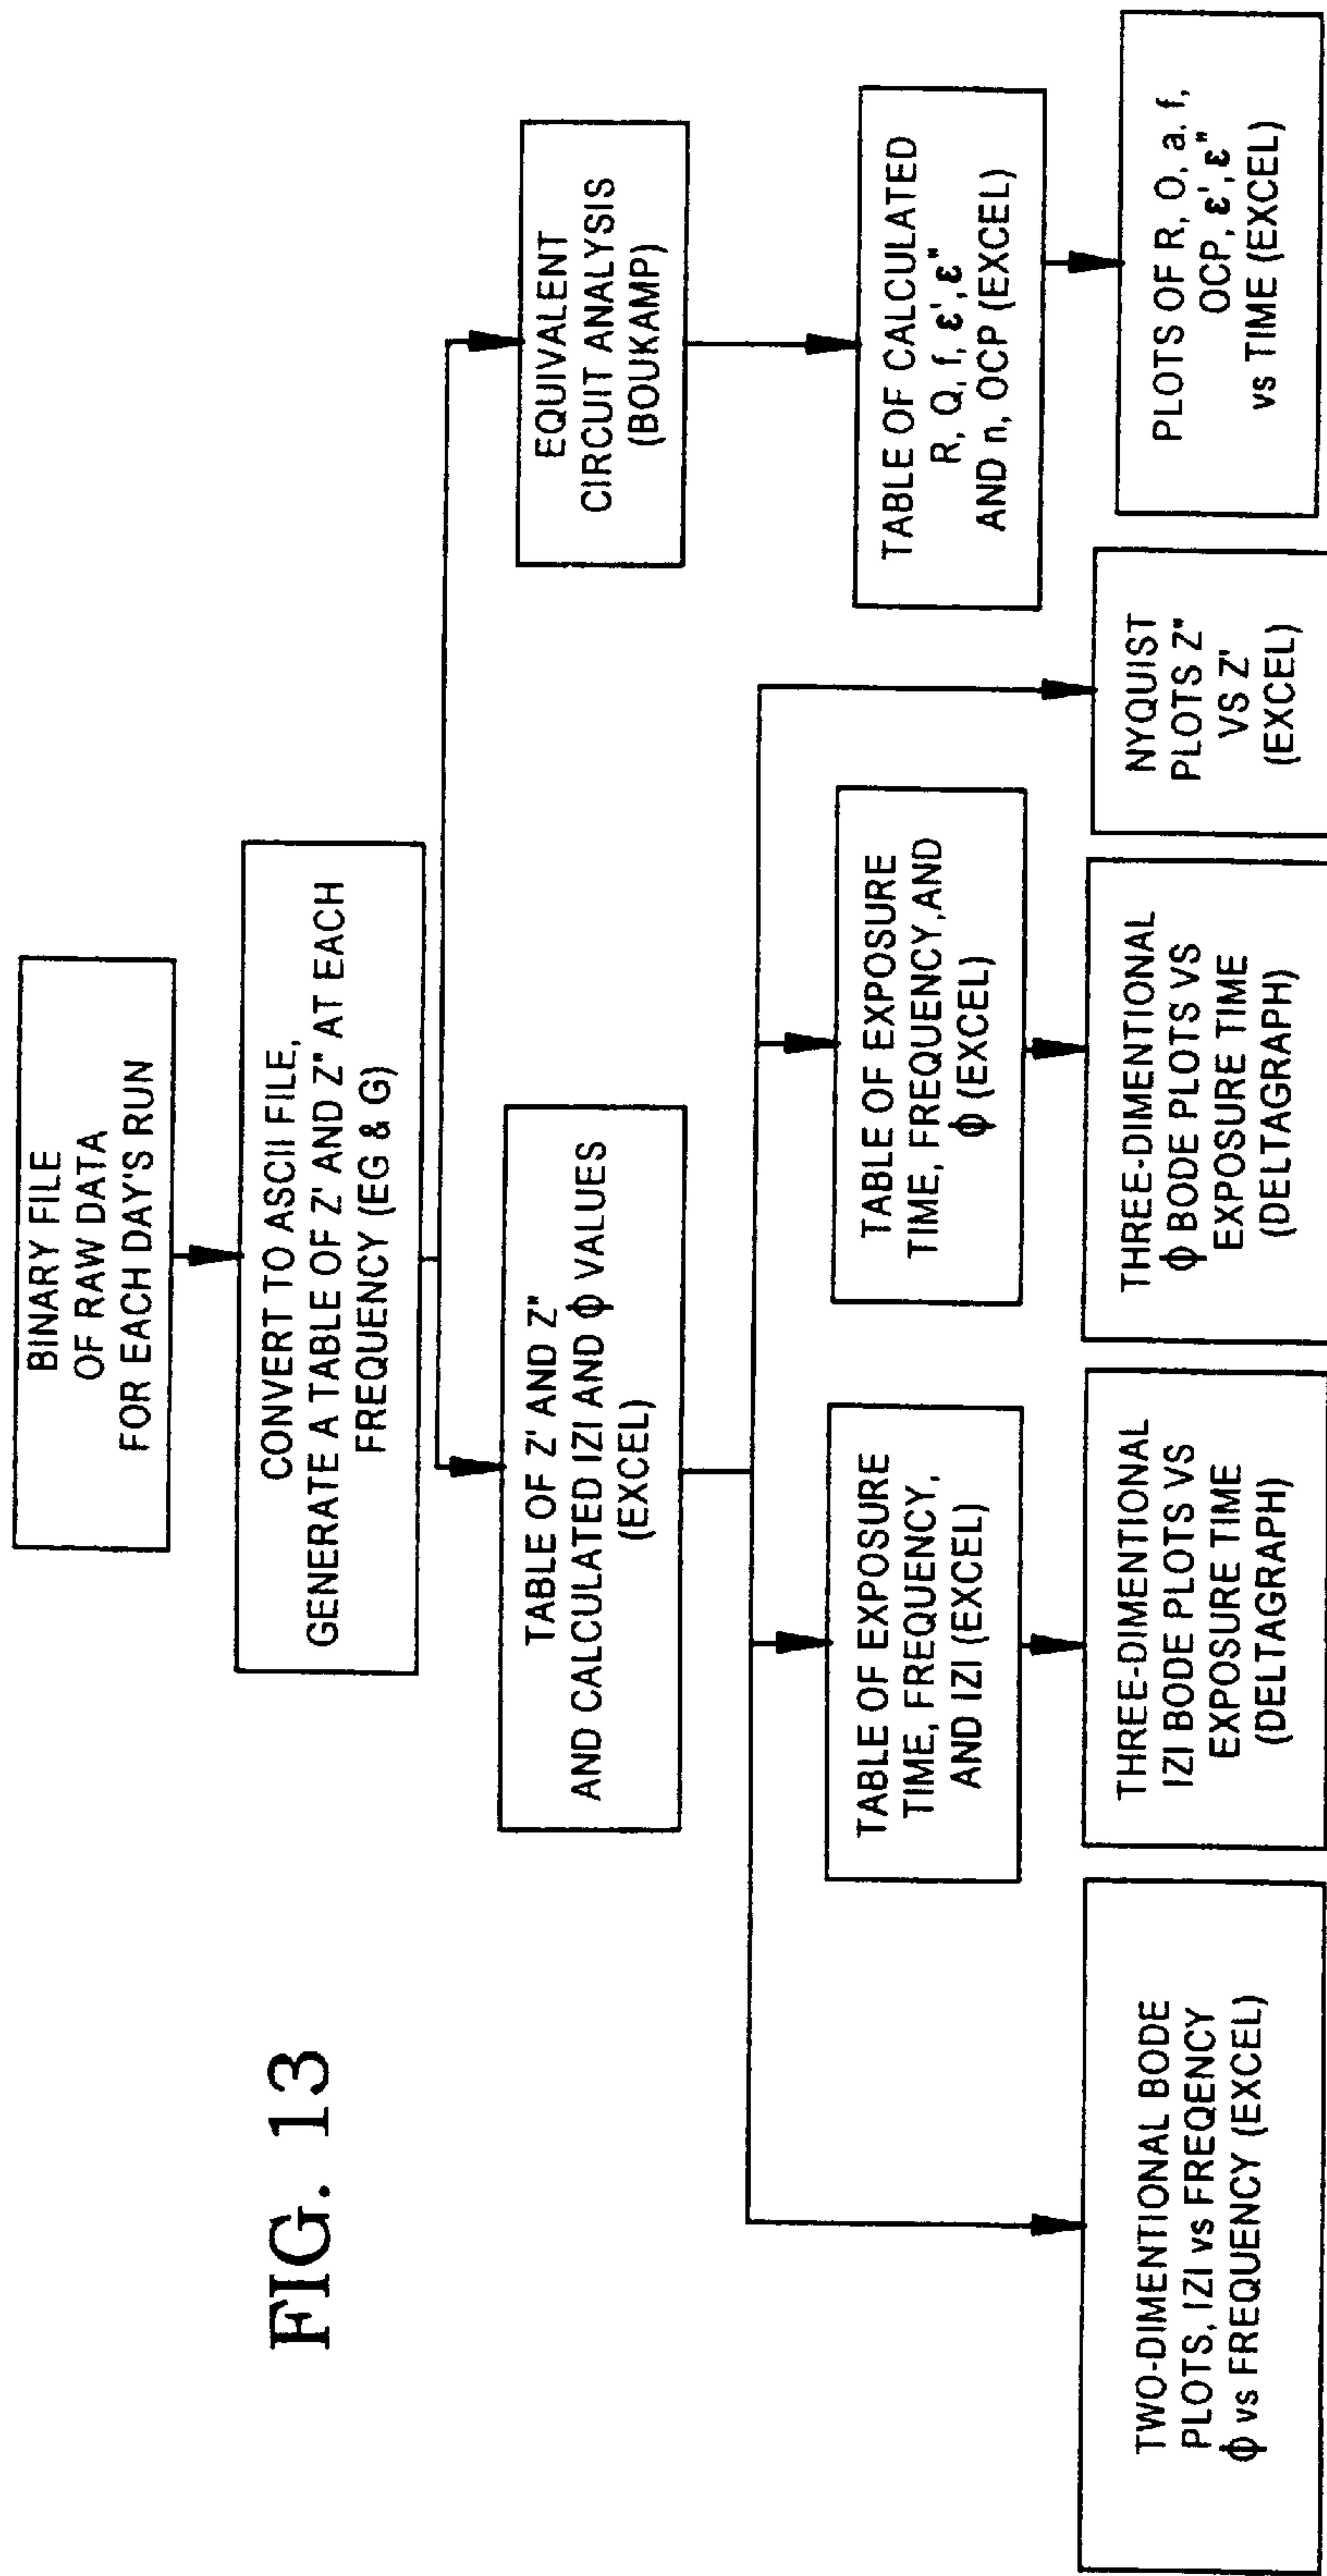 FIG. 13
BINARY FILE
OF RAW DATA
FOR EACH DAY'S RUN
CONVERT TO ASCII FILE,
GENERATE A TABLE OF Z' AND Z" AT EACH
FREQUENCY (EG & G)
TABLE OF Z' AND Z"
AND CALCULATED IZI AND ϕ VALUES
(EXCEL)
EQUIVALENT
CIRCUIT ANALYSIS
(BOUKAMP)
TABLE OF EXPOSURE
TIME, FREQUENCY,
AND IZI (EXCEL)
TABLE OF EXPOSURE
TIME, FREQUENCY,AND
ϕ (EXCEL)
TABLE OF CALCULATED
R, Q, f, ε', ε"
AND n, OCP (EXCEL)
TWO-DIMENTIONAL BODE
PLOTS, IZI vs FREQENCY
ϕ vs FREQUENCY (EXCEL)
THREE-DIMENTIONAL
IZI BODE PLOTS VS
EXPOSURE TIME
(DELTAGRAPH)
THREE-DIMENTIONAL
ϕ BODE PLOTS VS
EXPOSURE TIME
(DELTAGRAPH)
NYQUIST
PLOTS Z"
VS Z'
(EXCEL)
PLOTS OF R, O, a, f,
OCP, ε', ε"
vs TIME (EXCEL)